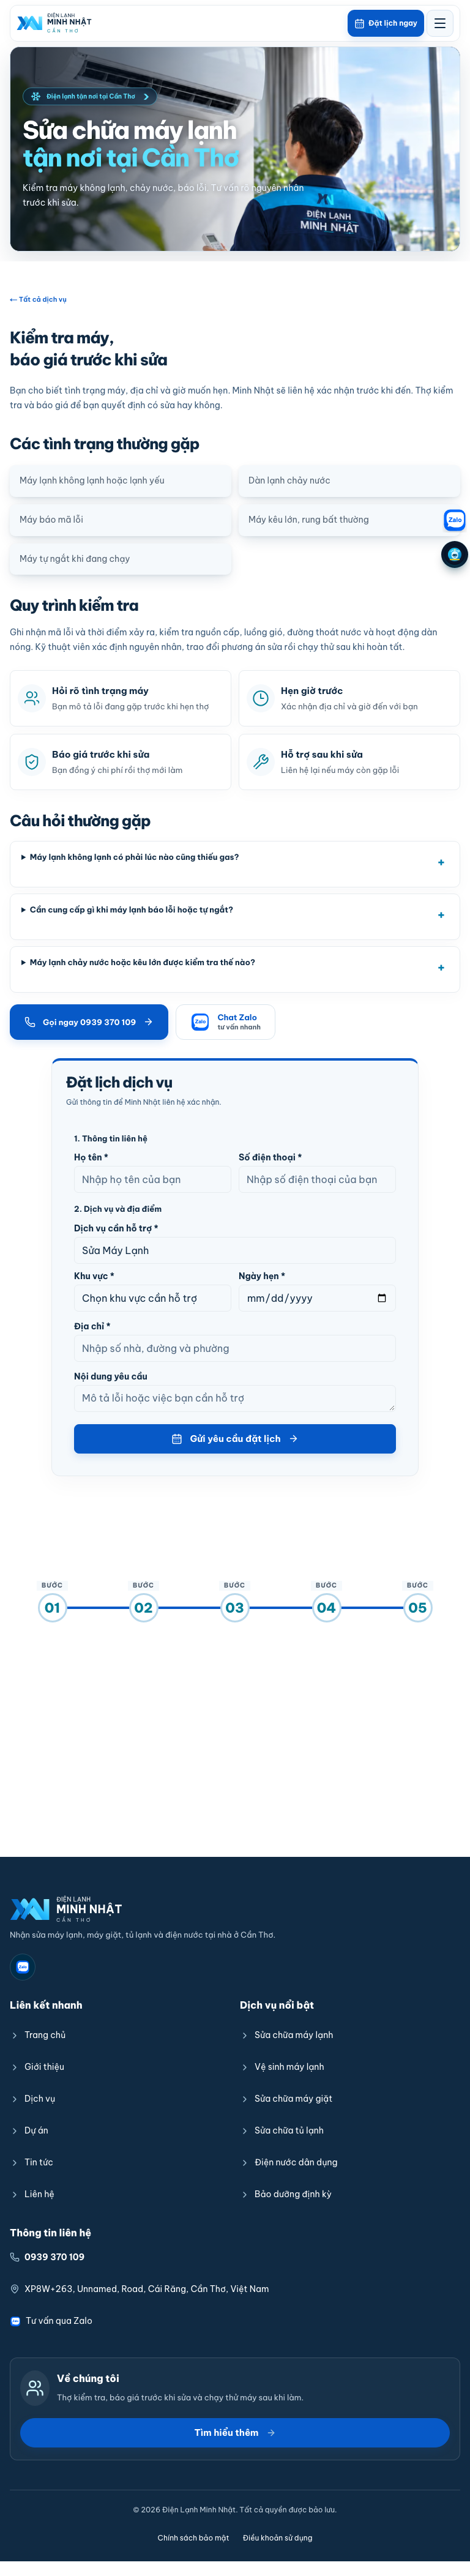 ĐIỆN LẠNH
MINH NHẬT
CẦN THƠ
Đặt lịch ngay
Điện lạnh tận nơi tại Cần Thơ
Sửa chữa máy lạnh
tận nơi tại Cần Thơ
Kiểm tra máy không lạnh, chảy nước, báo lỗi. Tư vấn rõ nguyên nhân
trước khi sửa.
ĐIỆN LẠNH
MINH NHẬT
← Tất cả dịch vụ
Kiểm tra máy,
báo giá trước khi sửa
Bạn cho biết tình trạng máy, địa chỉ và giờ muốn hẹn. Minh Nhật sẽ liên hệ xác nhận trước khi đến. Thợ kiểm
tra và báo giá để bạn quyết định có sửa hay không.
Các tình trạng thường gặp
Máy lạnh không lạnh hoặc lạnh yếu
Dàn lạnh chảy nước
Máy báo mã lỗi
Máy kêu lớn, rung bất thường
Zalo
Máy tự ngắt khi đang chạy
Quy trình kiểm tra
Ghi nhận mã lỗi và thời điểm xảy ra, kiểm tra nguồn cấp, luồng gió, đường thoát nước và hoạt động dàn
nóng. Kỹ thuật viên xác định nguyên nhân, trao đổi phương án sửa rồi chạy thử sau khi hoàn tất.
Hỏi rõ tình trạng máy
Bạn mô tả lỗi đang gặp trước khi hẹn thợ
Hẹn giờ trước
Xác nhận địa chỉ và giờ đến với bạn
Báo giá trước khi sửa
Bạn đồng ý chi phí rồi thợ mới làm
Hỗ trợ sau khi sửa
Liên hệ lại nếu máy còn gặp lỗi
Câu hỏi thường gặp
▶ Máy lạnh không lạnh có phải lúc nào cũng thiếu gas? +
▶ Cần cung cấp gì khi máy lạnh báo lỗi hoặc tự ngắt? +
▶ Máy lạnh chảy nước hoặc kêu lớn được kiểm tra thế nào? +
Gọi ngay 0939 370 109 →
Zalo
Chat Zalo
tư vấn nhanh
Đặt lịch dịch vụ
Gửi thông tin để Minh Nhật liên hệ xác nhận.
1. Thông tin liên hệ
Họ tên *
Số điện thoại *
Nhập họ tên của bạn
Nhập số điện thoại của bạn
2. Dịch vụ và địa điểm
Dịch vụ cần hỗ trợ *
Sửa Máy Lạnh
Khu vực *
Ngày hẹn *
Chọn khu vực cần hỗ trợ
mm/dd/yyyy
Địa chỉ *
Nhập số nhà, đường và phường
Nội dung yêu cầu
Mô tả lỗi hoặc việc bạn cần hỗ trợ
Gửi yêu cầu đặt lịch →
BƯỚC BƯỚC BƯỚC BƯỚC BƯỚC
01 02 03 04 05
ĐIỆN LẠNH
MINH NHẬT
CẦN THƠ
Nhận sửa máy lạnh, máy giặt, tủ lạnh và điện nước tại nhà ở Cần Thơ.
Zalo
Liên kết nhanh
Trang chủ
Giới thiệu
Dịch vụ
Dự án
Tin tức
Liên hệ
Dịch vụ nổi bật
Sửa chữa máy lạnh
Vệ sinh máy lạnh
Sửa chữa máy giặt
Sửa chữa tủ lạnh
Điện nước dân dụng
Bảo dưỡng định kỳ
Thông tin liên hệ
0939 370 109
XP8W+263, Unnamed, Road, Cái Răng, Cần Thơ, Việt Nam
Tư vấn qua Zalo
Về chúng tôi
Thợ kiểm tra, báo giá trước khi sửa và chạy thử máy sau khi làm.
Tìm hiểu thêm →
© 2026 Điện Lạnh Minh Nhật. Tất cả quyền được bảo lưu.
Chính sách bảo mật Điều khoản sử dụng